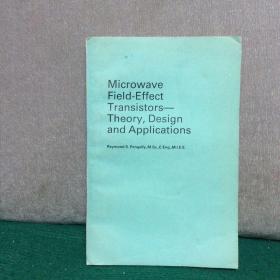 Microwave
Field-Effect
Transistors—
Theory, Design
and Applications
Raymond S. Pengelly, M.Sc., C.Eng., M.I.E.E.